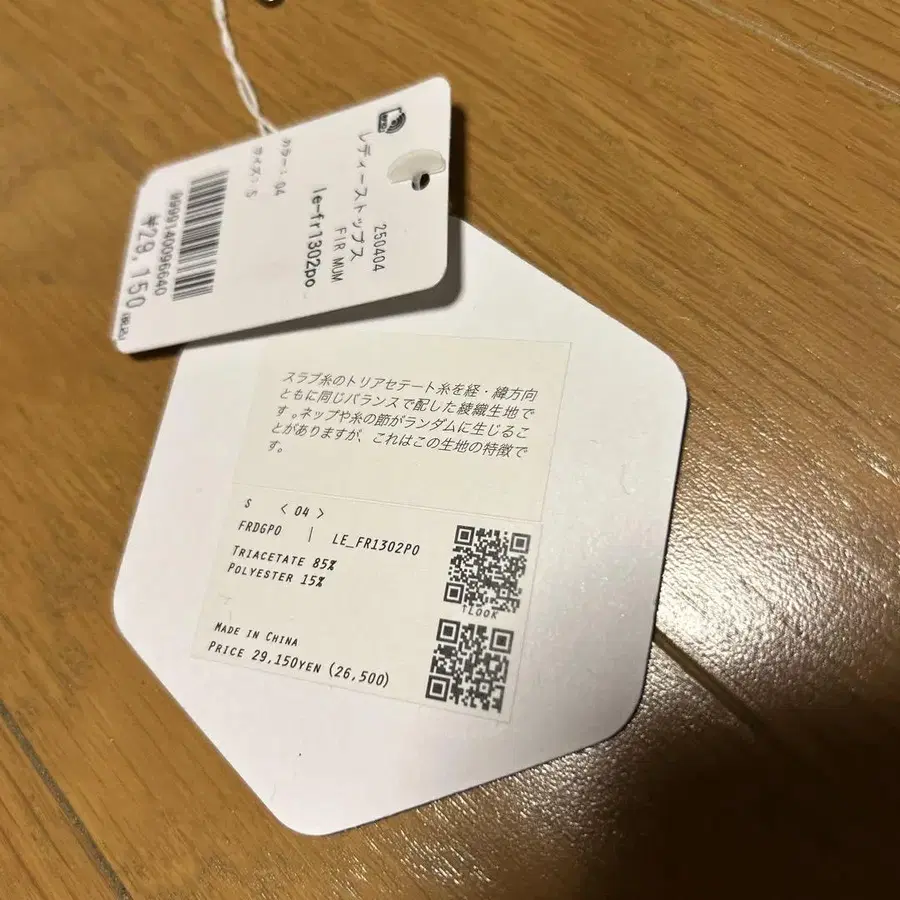 250404
レディーストップス
FIR MUM
le-fr1302po
カラー: 04
サイズ: S
9999140096640
¥29,150
スラブ糸のトリアセテート糸を経・緯方向
ともに同じバランスで配した綾織生地で
す。ネップや糸の節がランダムに生じるこ
とがありますが、これはこの生地の特徴で
す。
S < 04 >
FRDGPO | LE_FR1302PO
TRIACETATE 85%
POLYESTER 15%
↑LOOK
MADE IN CHINA
PRICE 29,150YEN (26,500)